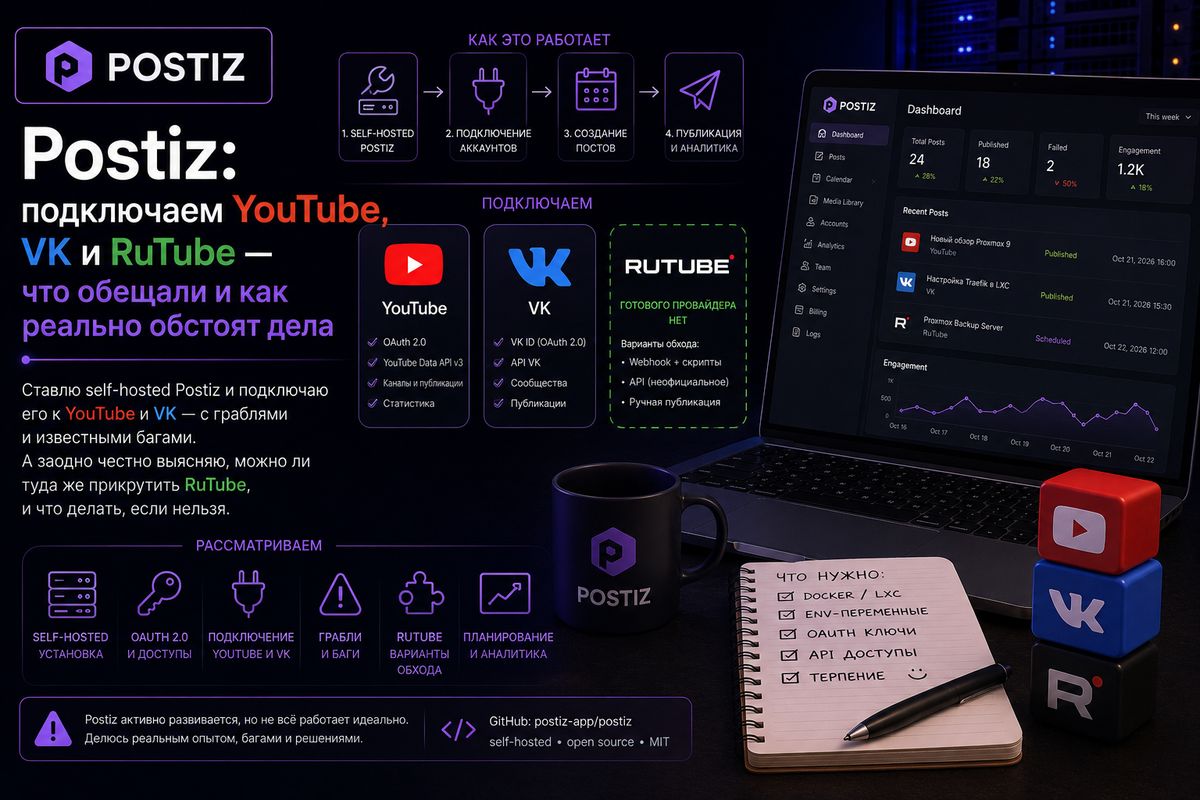 POSTIZ
Postiz:
подключаем YouTube,
VK и RuTube —
что обещали и как
реально обстоят дела
Ставлю self-hosted Postiz и подключаю
его к YouTube и VK — с граблями
и известными багами.
А заодно честно выясняю, можно ли
туда же прикрутить RuTube,
и что делать, если нельзя.
КАК ЭТО РАБОТАЕТ
1. SELF-HOSTED
POSTIZ
2. ПОДКЛЮЧЕНИЕ
АККАУНТОВ
3. СОЗДАНИЕ
ПОСТОВ
4. ПУБЛИКАЦИЯ
И АНАЛИТИКА
ПОДКЛЮЧАЕМ
YouTube
OAuth 2.0
YouTube Data API v3
Каналы и публикации
Статистика
VK
VK ID (OAuth 2.0)
API VK
Сообщества
Публикации
RUTUBE
ГОТОВОГО ПРОВАЙДЕРА
НЕТ
Варианты обхода:
• Webhook + скрипты
• API (неофициальное)
• Ручная публикация
РАССМАТРИВАЕМ
SELF-HOSTED
УСТАНОВКА
OAUTH 2.0
И ДОСТУПЫ
ПОДКЛЮЧЕНИЕ
YOUTUBE И VK
ГРАБЛИ
И БАГИ
RUTUBE
ВАРИАНТЫ
ОБХОДА
ПЛАНИРОВАНИЕ
И АНАЛИТИКА
Postiz активно развивается, но не всё работает идеально.
Делюсь реальным опытом, багами и решениями.
</> GitHub: postiz-app/postiz
self-hosted • open source • MIT
POSTIZ
Dashboard
Posts
Calendar
Media Library
Accounts
Analytics
Team
Settings
Billing
Logs
Dashboard
This week
Total Posts
24
28%
Published
18
22%
Failed
2
50%
Engagement
1.2K
18%
Recent Posts
Новый обзор Proxmox 9
YouTube
Published
Oct 21, 2026 16:00
Настройка Traefik в LXC
VK
Published
Oct 21, 2026 15:30
R
Proxmox Backup Server
RuTube
Scheduled
Oct 22, 2026 12:00
Engagement
1K
500
0
Oct 16
Oct 17
Oct 18
Oct 19
Oct 20
Oct 21
Oct 22
POSTIZ
ЧТО НУЖНО:
DOCKER / LXC
ENV-ПЕРЕМЕННЫЕ
OAUTH КЛЮЧИ
API ДОСТУПЫ
ТЕРПЕНИЕ
VK
R